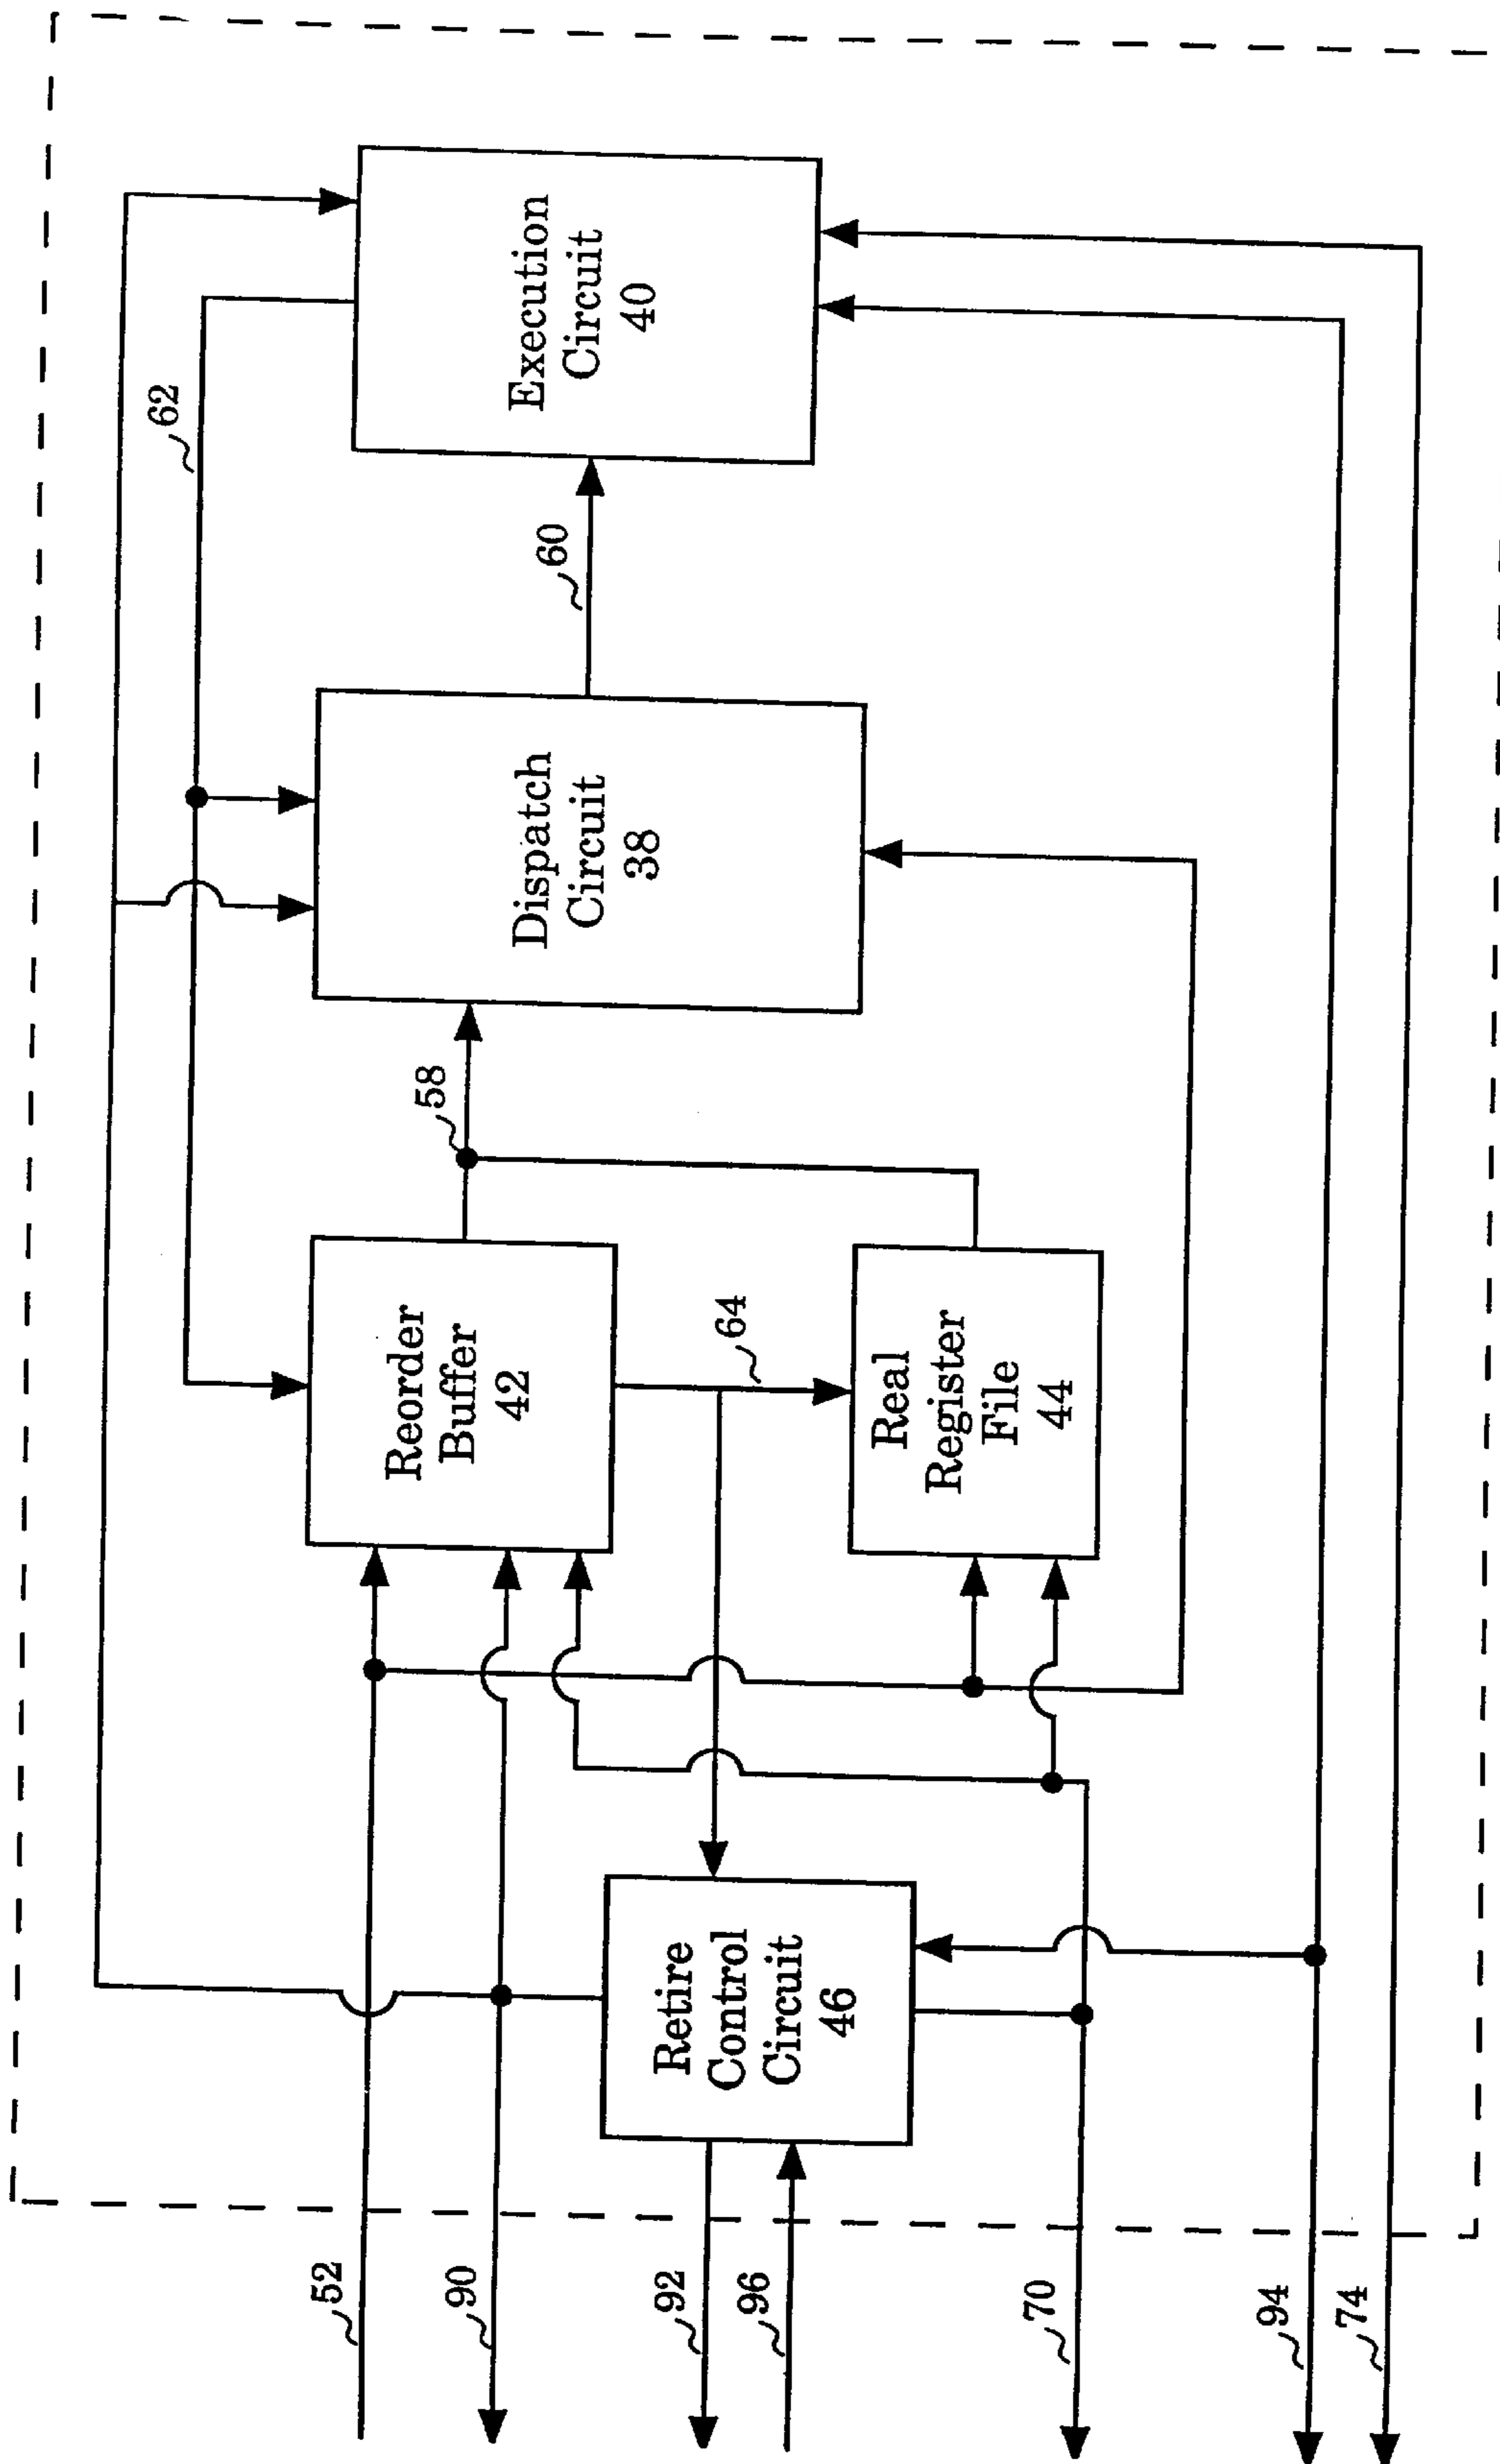 52
90
92
96
70
94
74
Retire
Control
Circuit
46
Reorder
Buffer
42
64
Real
Register
File
44
58
Dispatch
Circuit
38
60
62
Execution
Circuit
40